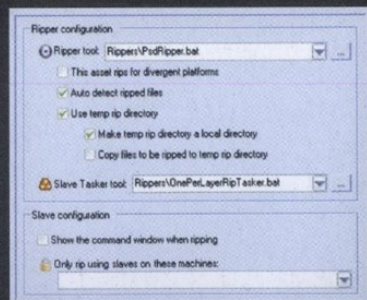 Ripper configuration
Ripper tool: Rippers\PsdRipper.bat ...
This asset rips for divergent platforms
Auto detect ripped files
Use temp rip directory
Make temp rip directory a local directory
Copy files to be ripped to temp rip directory
Slave Tasker tool: Rippers\OnePerLayerRipTasker.bat ...
Slave configuration
Show the command window when ripping
Only rip using slaves on these machines: